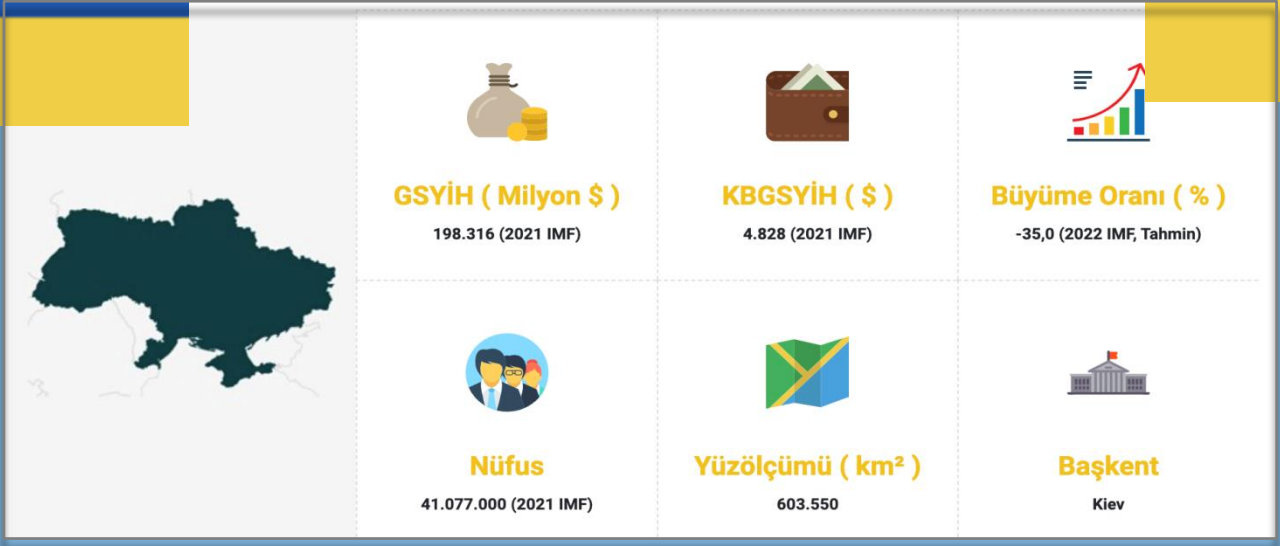 GSYİH ( Milyon $ )
198.316 (2021 IMF)
KBGSYİH ( $ )
4.828 (2021 IMF)
Büyüme Oranı ( % )
-35,0 (2022 IMF, Tahmin)
Nüfus
41.077.000 (2021 IMF)
Yüzölçümü ( km² )
603.550
Başkent
Kiev